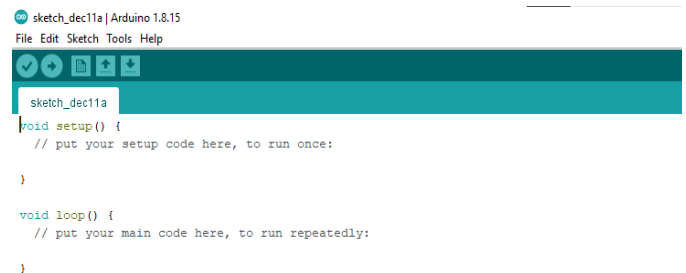 sketch_dec11a | Arduino 1.8.15
File Edit Sketch Tools Help
sketch_dec11a
void setup() {
  // put your setup code here, to run once:
}
void loop() {
  // put your main code here, to run repeatedly:
}